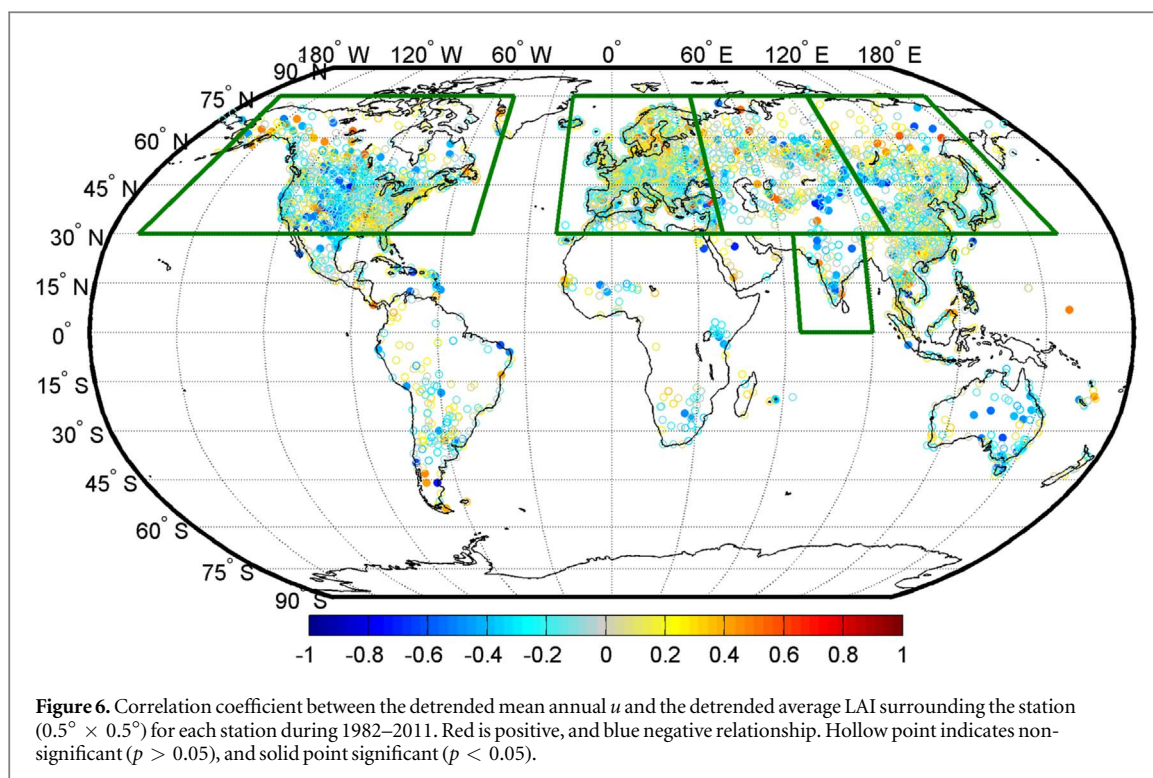 180° W 120° W 60° W 0° 60° E 120° E 180° E
90° N
75° N
60° N
45° N
30° N
15° N
0°
15° S
30° S
45° S
60° S
75° S
90° S
-1 -0.8 -0.6 -0.4 -0.2 0 0.2 0.4 0.6 0.8 1
Figure 6. Correlation coefficient between the detrended mean annual u and the detrended average LAI surrounding the station
(0.5° × 0.5°) for each station during 1982–2011. Red is positive, and blue negative relationship. Hollow point indicates non-
significant (p > 0.05), and solid point significant (p < 0.05).